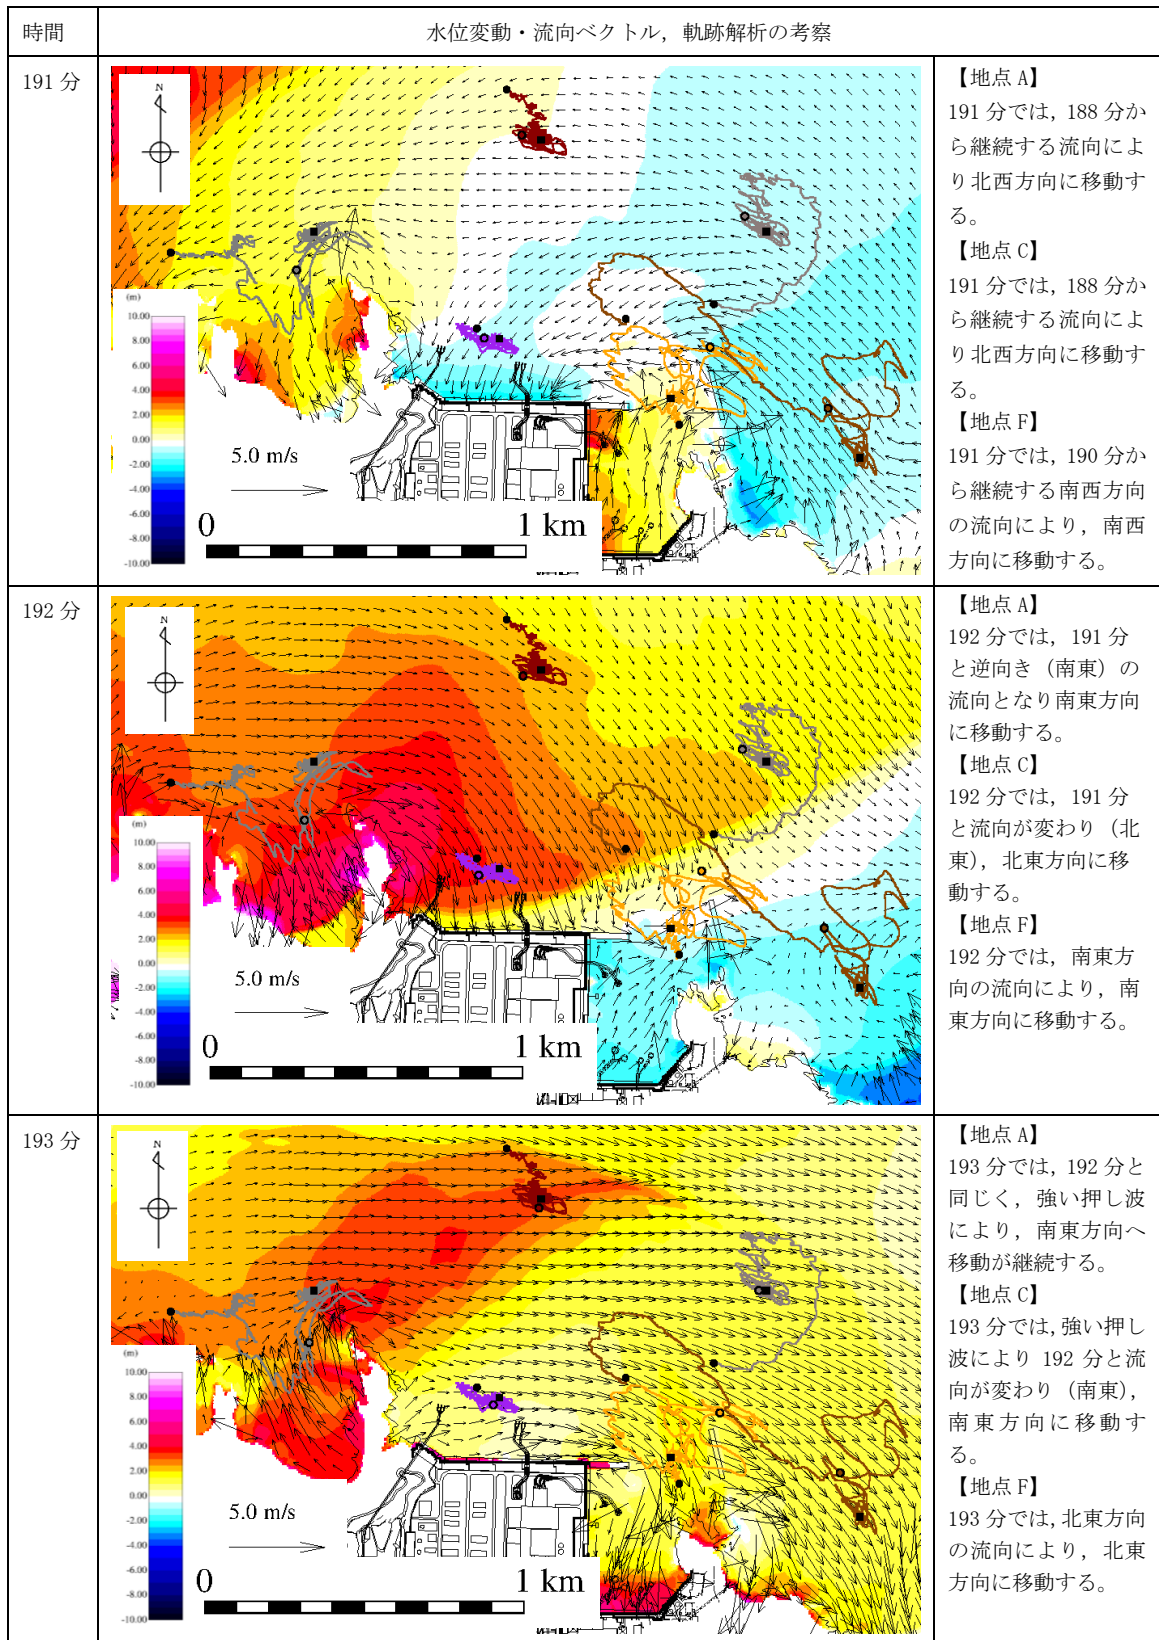 時間
水位変動・流向ベクトル，軌跡解析の考察
191 分
N
(m)
10.00
8.00
6.00
4.00
2.00
0.00
-2.00
-4.00
-6.00
-8.00
-10.00
5.0 m/s
0
1 km
【地点 A】
191 分では，188 分か
ら継続する流向によ
り北西方向に移動す
る。
【地点 C】
191 分では，188 分か
ら継続する流向によ
り北西方向に移動す
る。
【地点 F】
191 分では，190 分か
ら継続する南西方向
の流向により，南西
方向に移動する。
192 分
N
(m)
10.00
8.00
6.00
4.00
2.00
0.00
-2.00
-4.00
-6.00
-8.00
-10.00
5.0 m/s
0
1 km
【地点 A】
192 分では，191 分
と逆向き（南東）の
流向となり南東方向
に移動する。
【地点 C】
192 分では，191 分
と流向が変わり（北
東），北東方向に移
動する。
【地点 F】
192 分では，南東方
向の流向により，南
東方向に移動する。
193 分
N
(m)
10.00
8.00
6.00
4.00
2.00
0.00
-2.00
-4.00
-6.00
-8.00
-10.00
5.0 m/s
0
1 km
【地点 A】
193 分では，192 分と
同じく，強い押し波
により，南東方向へ
移動が継続する。
【地点 C】
193 分では，強い押し
波により 192 分と流
向が変わり（南東），
南東方向に移動す
る。
【地点 F】
193 分では，北東方向
の流向により，北東
方向に移動する。